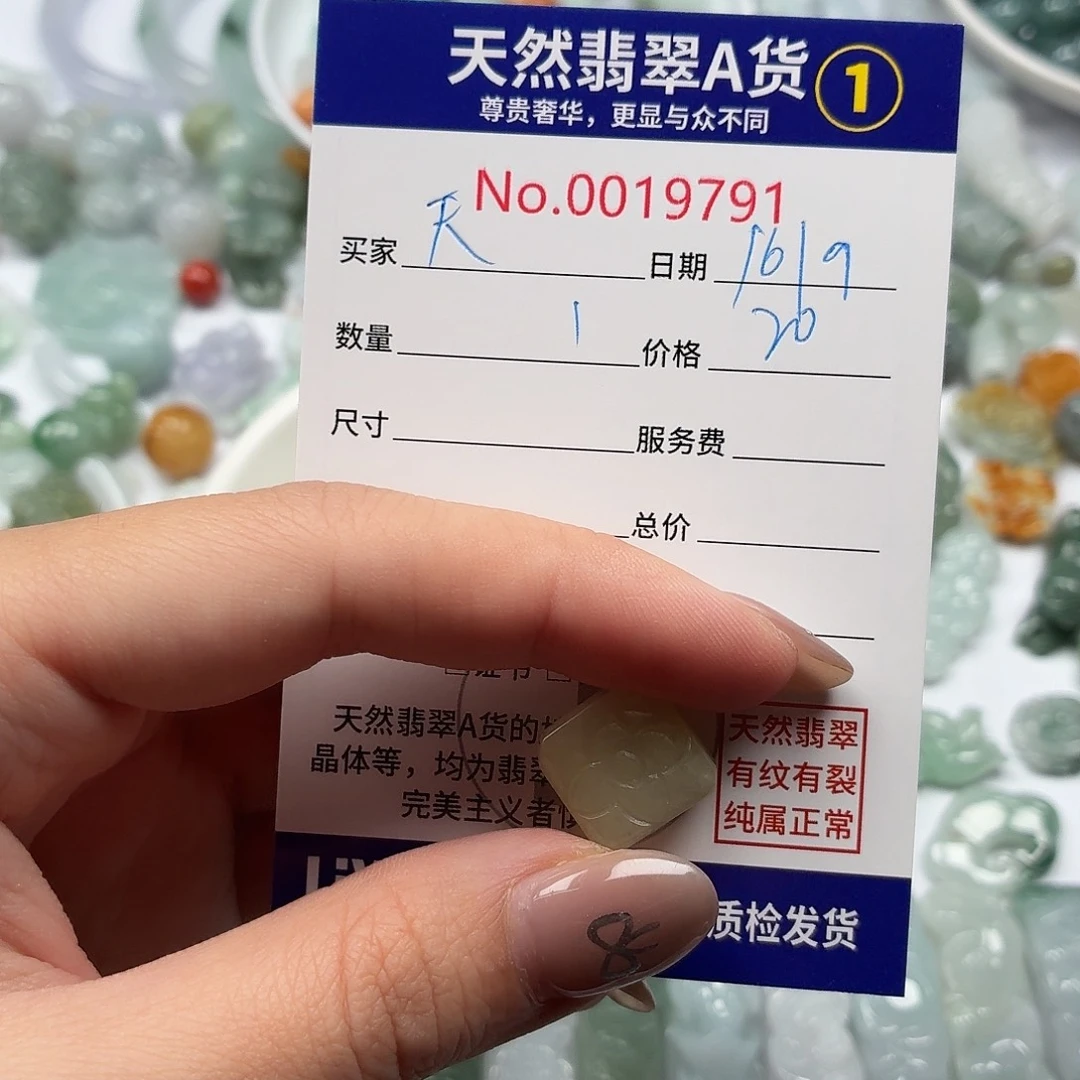 天然翡翠A货 1
尊贵奢华，更显与众不同
No.0019791
买家 天 日期 16/9
数量 1 价格 20
尺寸 服务费
总价
证书
天然翡翠A货的
晶体等，均为翡翠
完美主义者
天然翡翠
有纹有裂
纯属正常
质检发货